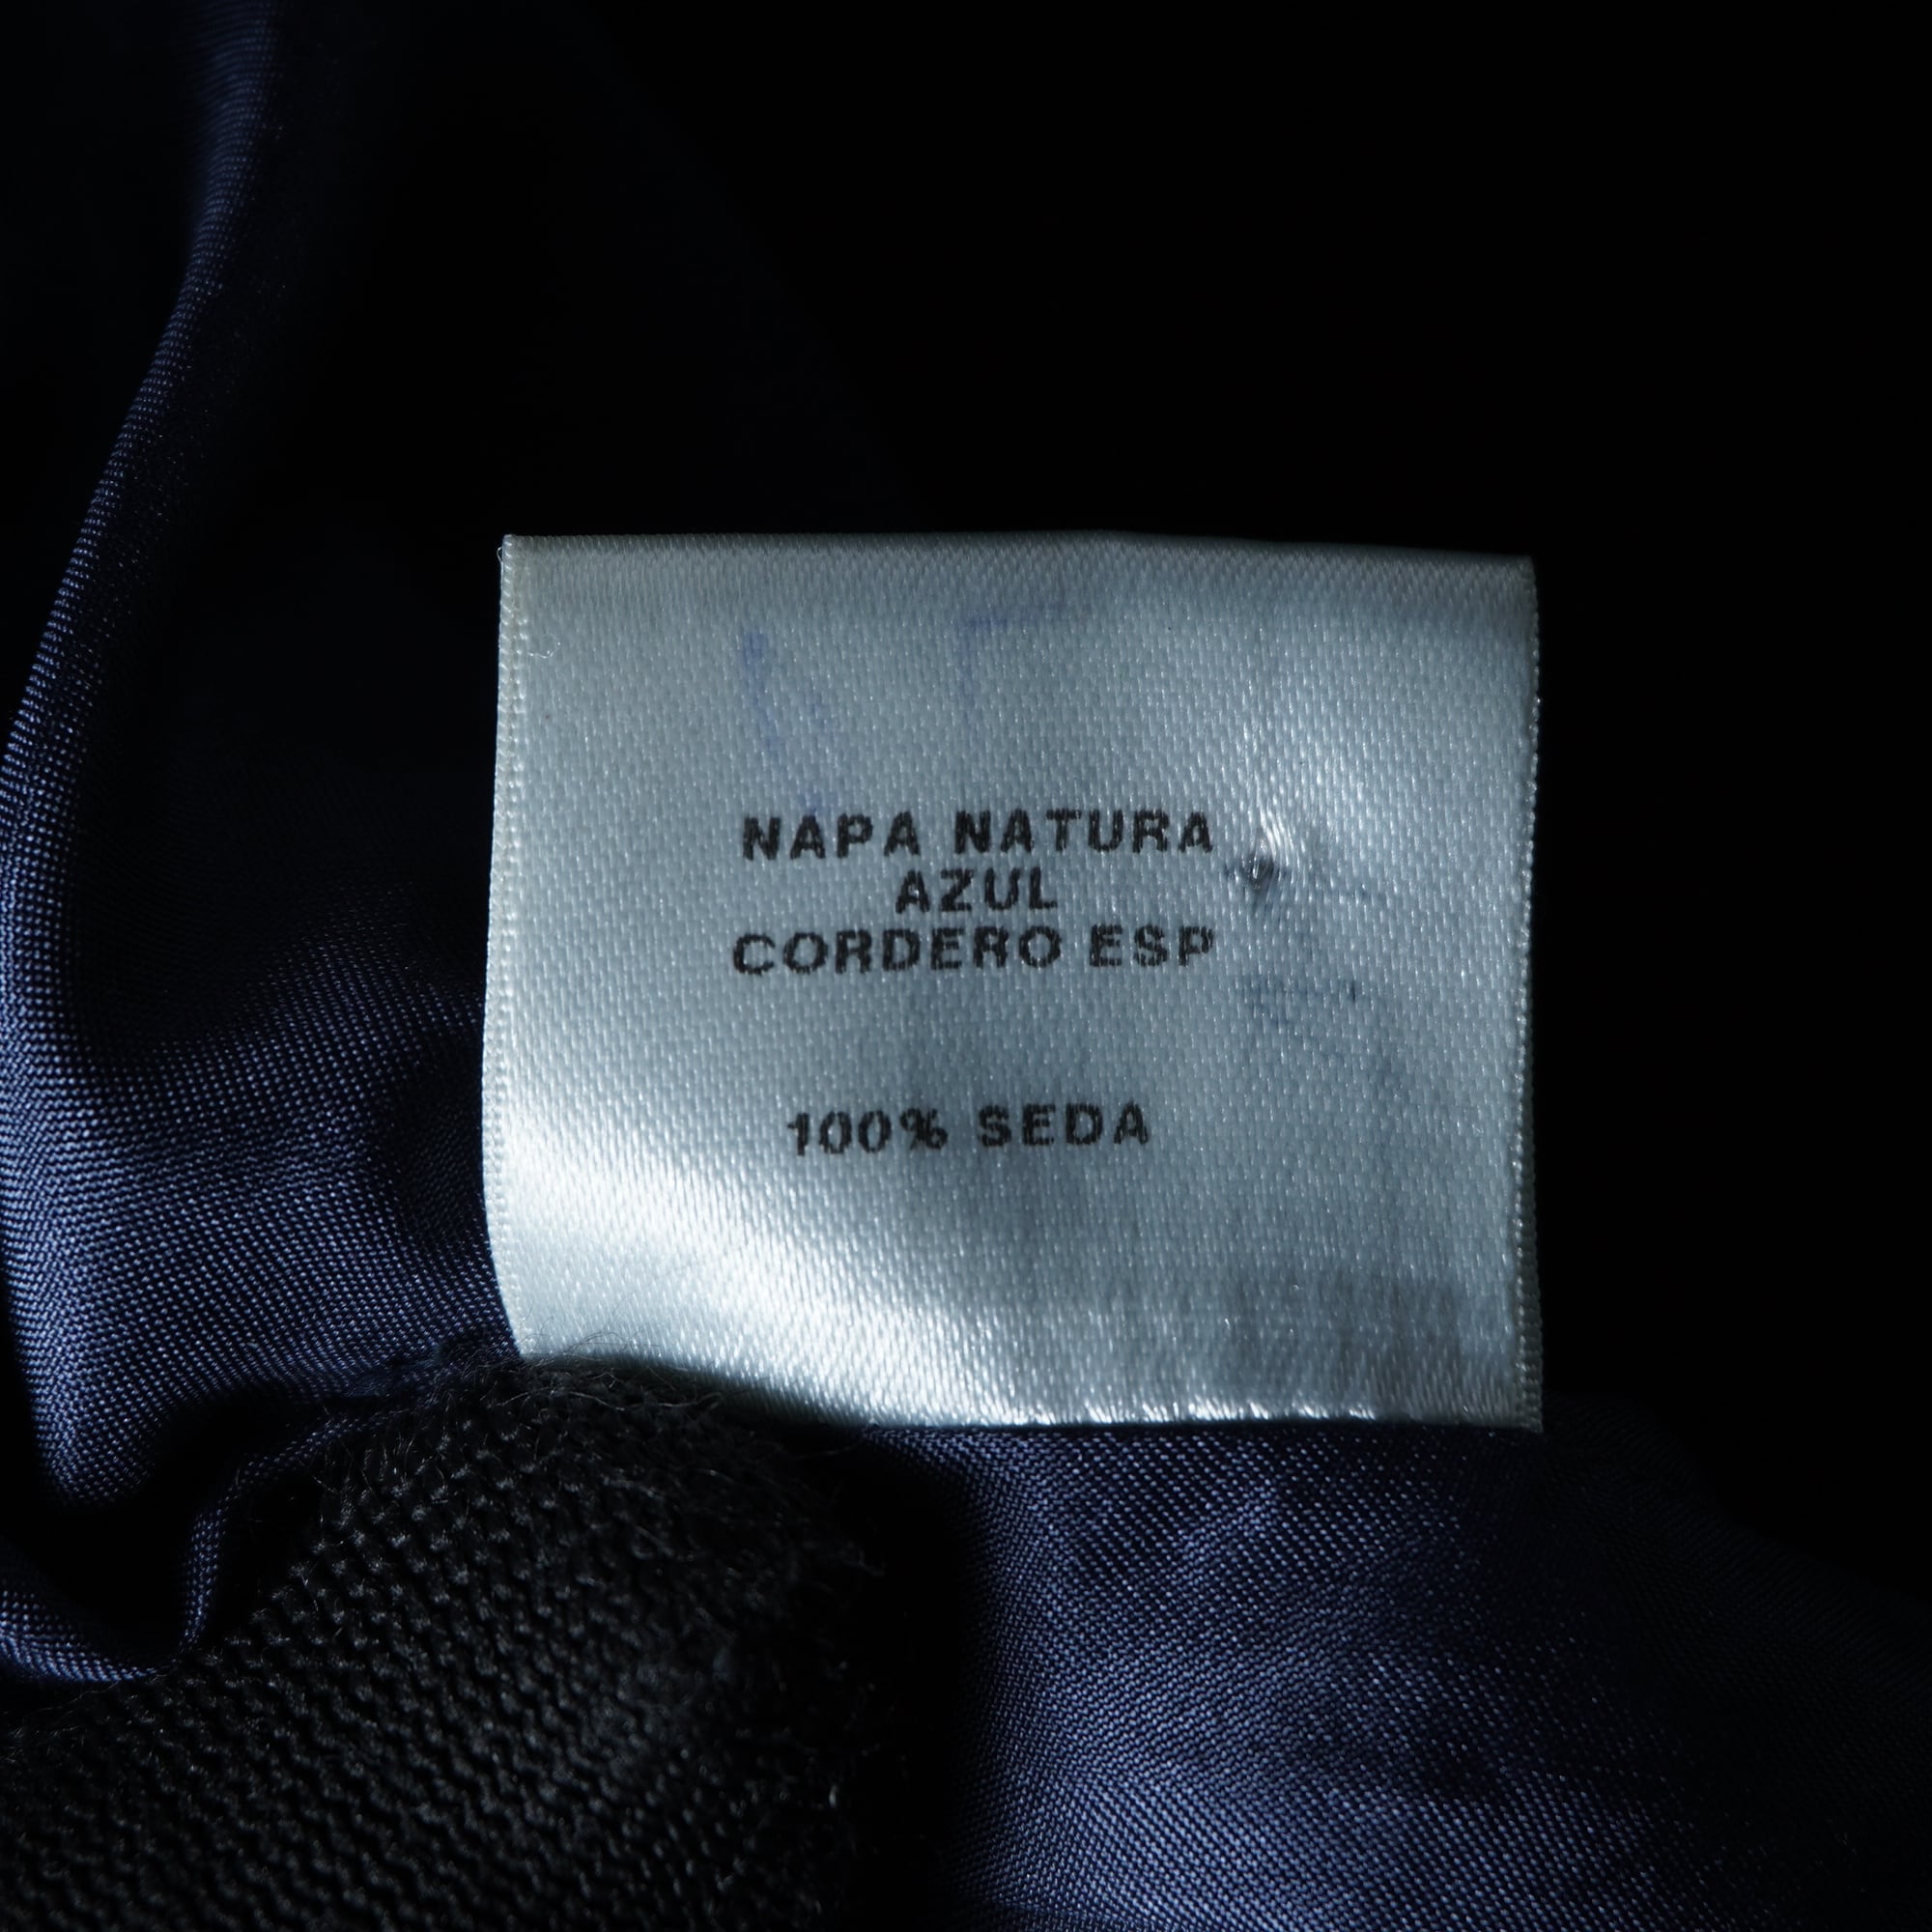 NAPA NATURA
AZUL
CORDERO ESP
100% SEDA